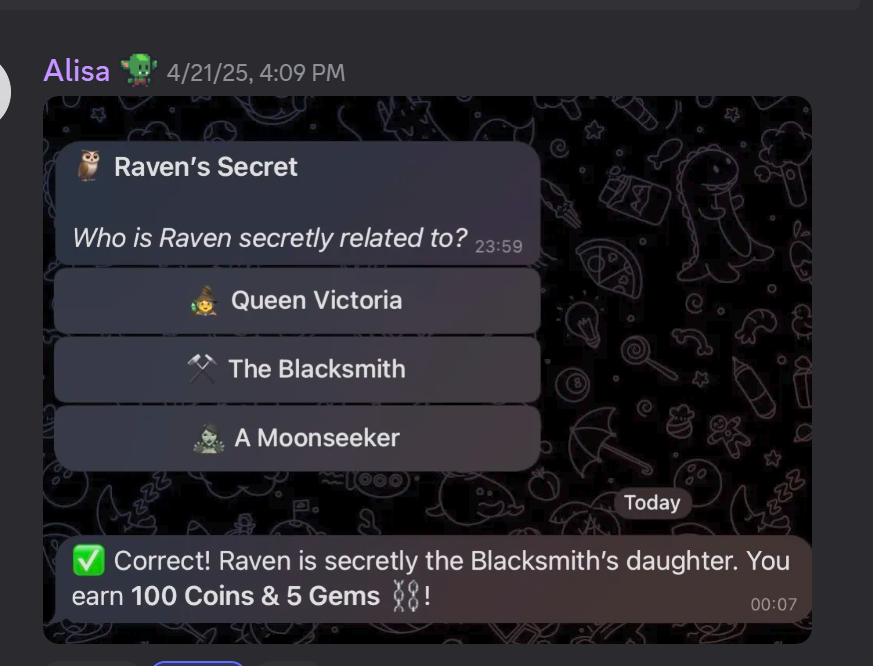 Alisa 4/21/25, 4:09 PM
Raven's Secret
Who is Raven secretly related to? 23:59
Queen Victoria
The Blacksmith
A Moonseeker
Today
Correct! Raven is secretly the Blacksmith's daughter. You
earn 100 Coins & 5 Gems ⛓️!
00:07